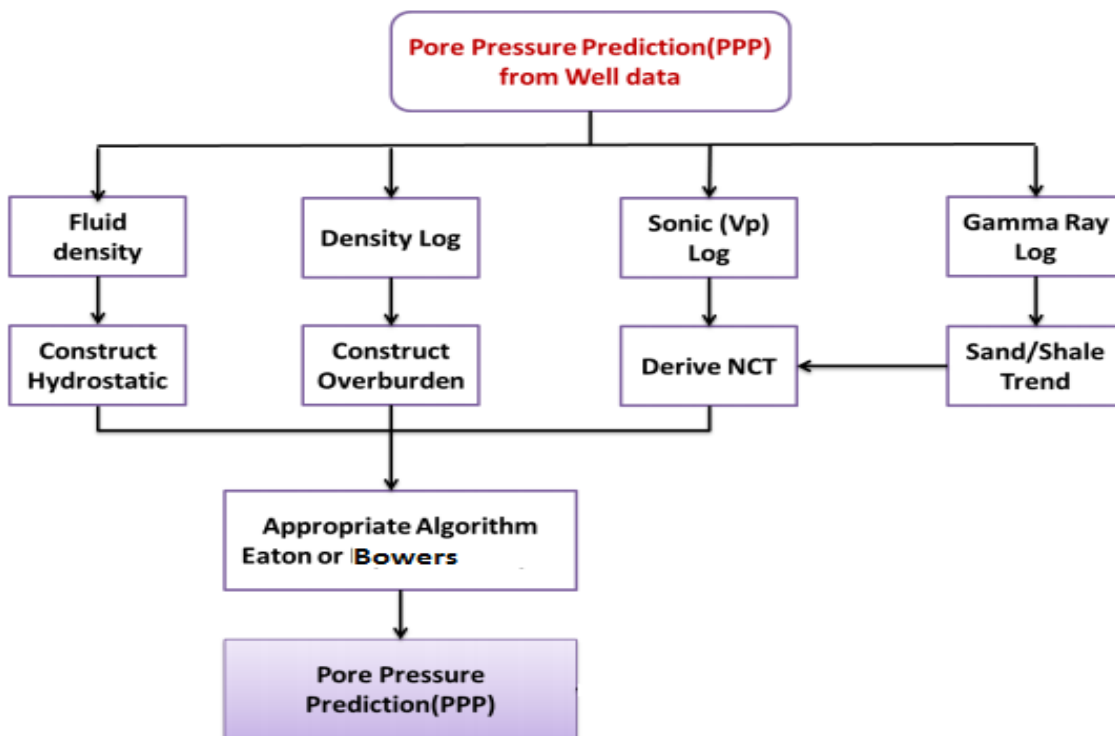 Pore Pressure Prediction(PPP)
from Well data
Fluid
density
Density Log
Sonic (Vp)
Log
Gamma Ray
Log
Construct
Hydrostatic
Construct
Overburden
Derive NCT
Sand/Shale
Trend
Appropriate Algorithm
Eaton or Bowers
Pore Pressure
Prediction(PPP)